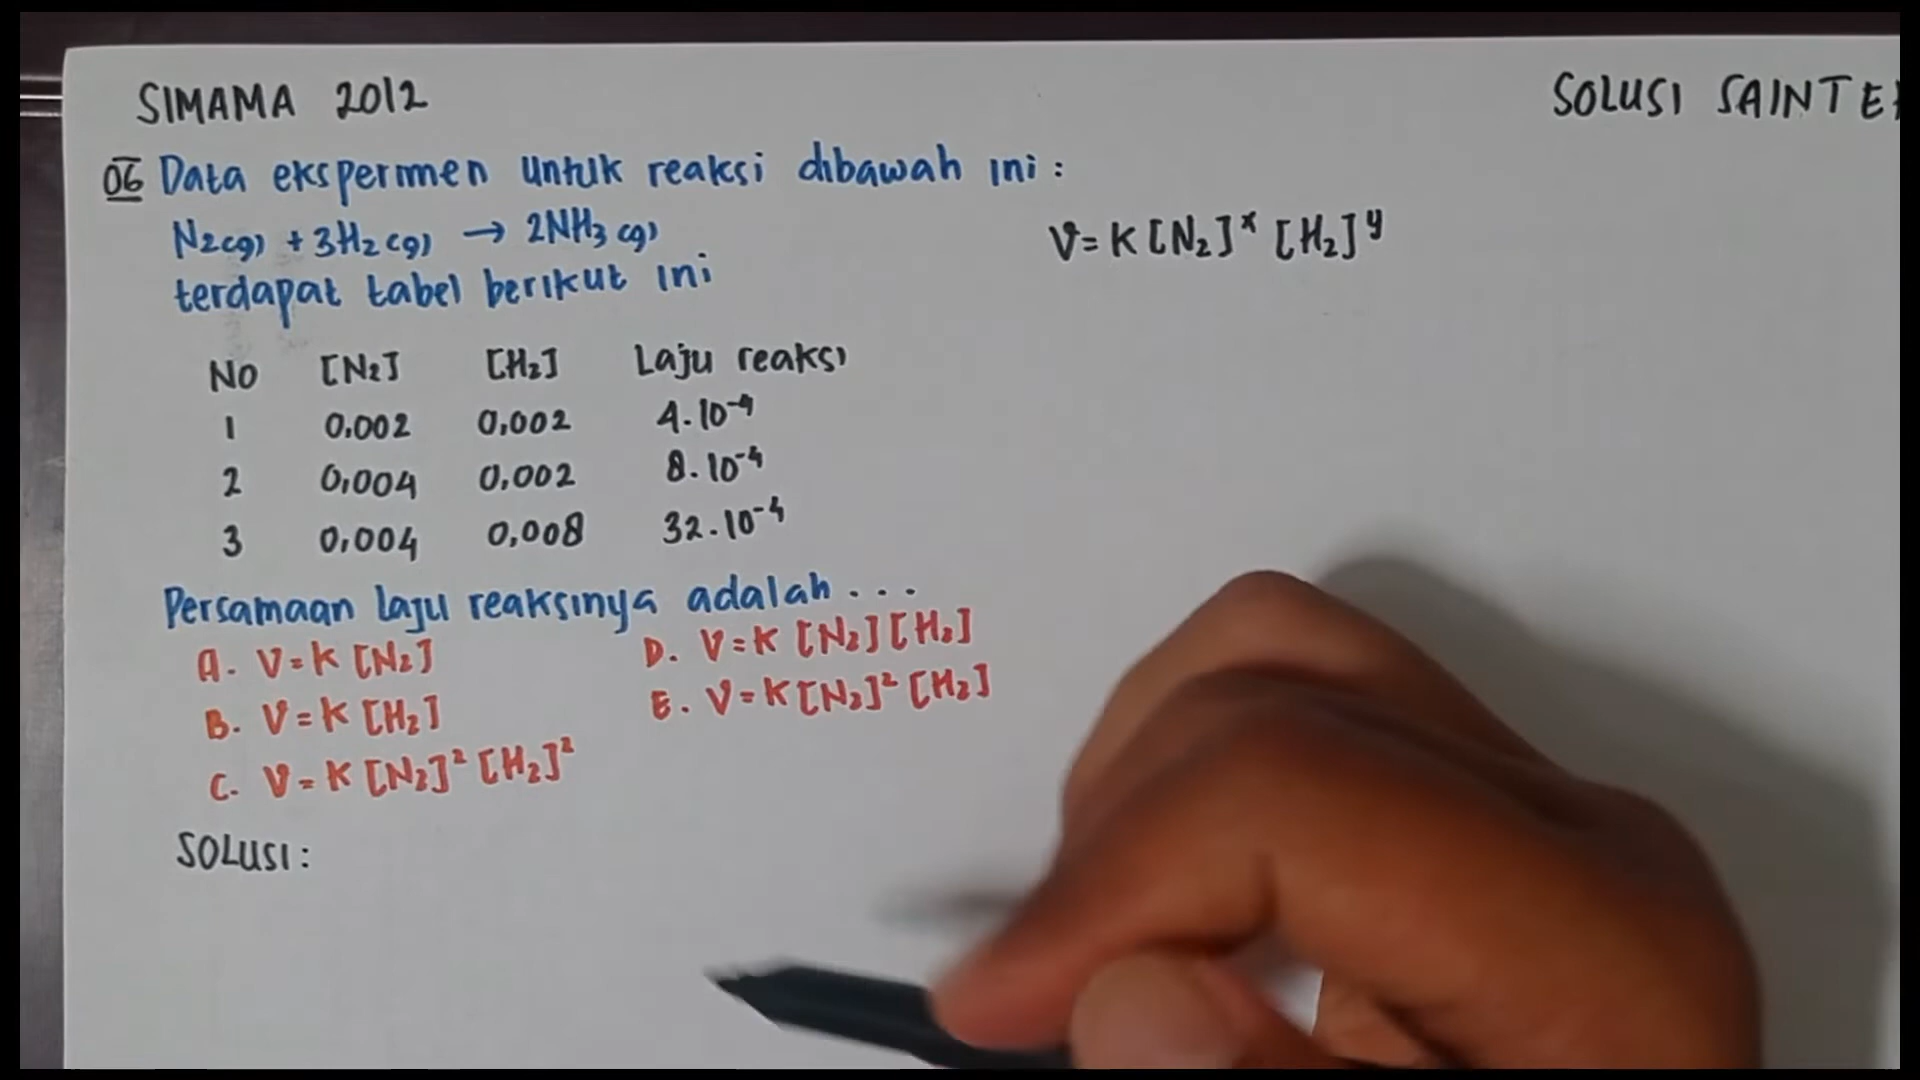 SIMAMA 2012
SOLUSI SAINTE
06 Data eksperimen untuk reaksi dibawah ini:
N₂(g) + 3H₂(g) → 2NH₃(g)
terdapat tabel berikut ini
V=K[N₂]ˣ[H₂]ʸ
No [N₂] [H₂] Laju reaksi
1 0,002 0,002 4.10⁻⁴
2 0,004 0,002 8.10⁻⁴
3 0,004 0,008 32.10⁻⁴
Persamaan laju reaksinya adalah...
A. V=K [N₂]
B. V=K [H₂]
C. V=K [N₂]² [H₂]²
D. V=K [N₂][H₂]
E. V=K[N₂]² [H₂]
SOLUSI: